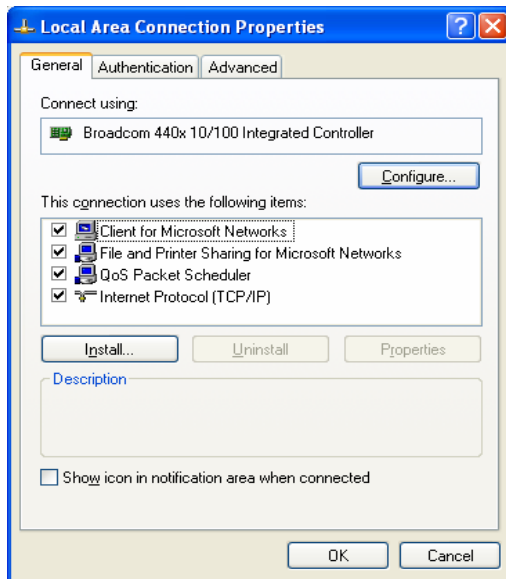 Local Area Connection Properties
General Authentication Advanced
Connect using:
Broadcom 440x 10/100 Integrated Controller
Configure...
This connection uses the following items:
Client for Microsoft Networks
File and Printer Sharing for Microsoft Networks
QoS Packet Scheduler
Internet Protocol (TCP/IP)
Install... Uninstall Properties
Description
Show icon in notification area when connected
OK Cancel